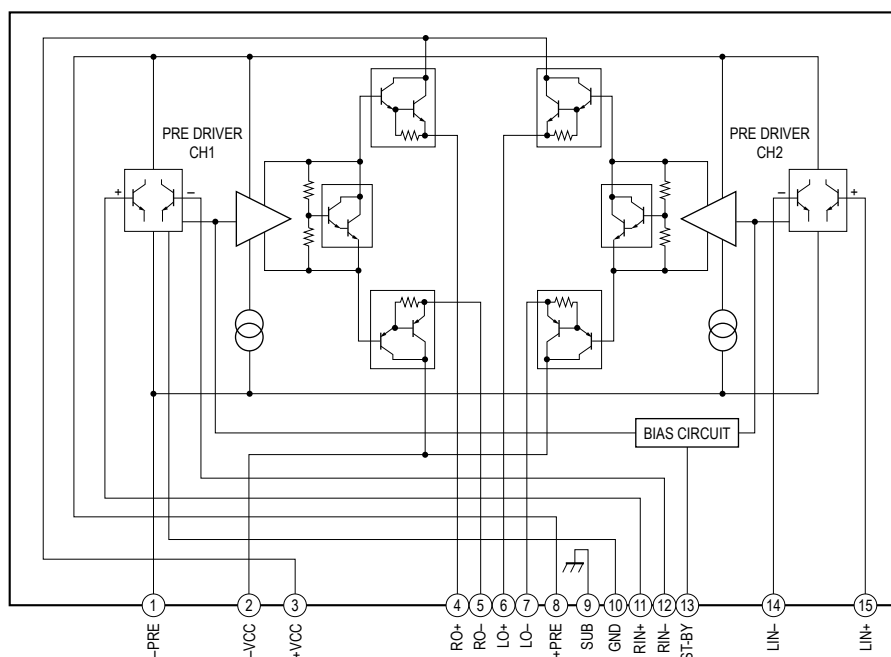 PRE DRIVER
CH1
PRE DRIVER
CH2
+
−
−
+
BIAS CIRCUIT
1
2
3
4
5
6
7
8
9
10
11
12
13
14
15
–PRE
–VCC
+VCC
RO+
RO–
LO+
LO–
+PRE
SUB
GND
RIN+
RIN–
ST-BY
LIN–
LIN+